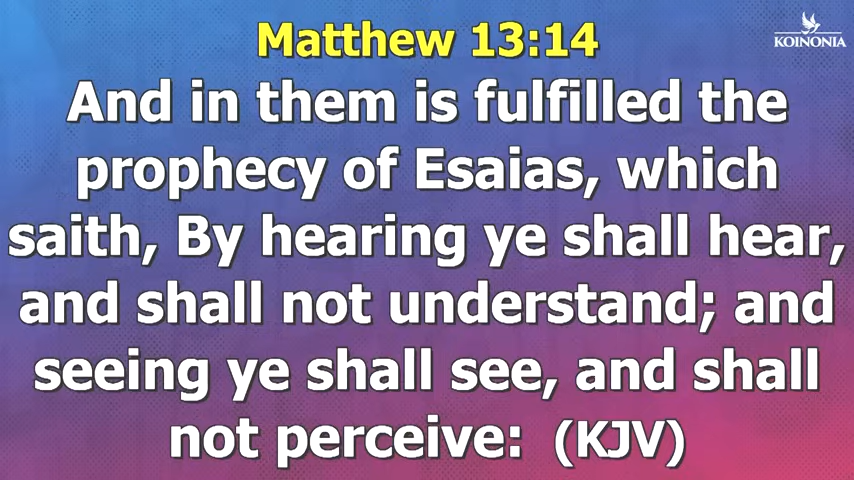 Matthew 13:14
KOINONIA
And in them is fulfilled the
prophecy of Esaias, which
saith, By hearing ye shall hear,
and shall not understand; and
seeing ye shall see, and shall
not perceive: (KJV)